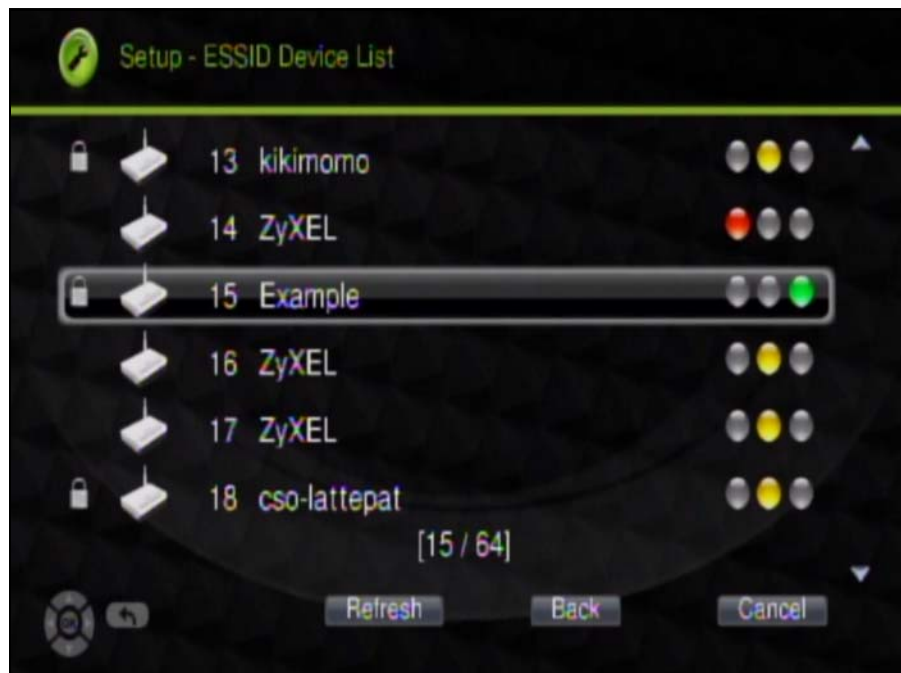 Setup - ESSID Device List
13 kikimomo
14 ZyXEL
15 Example
16 ZyXEL
17 ZyXEL
18 cso-lattepat
[15 / 64]
OK
Refresh Back Cancel